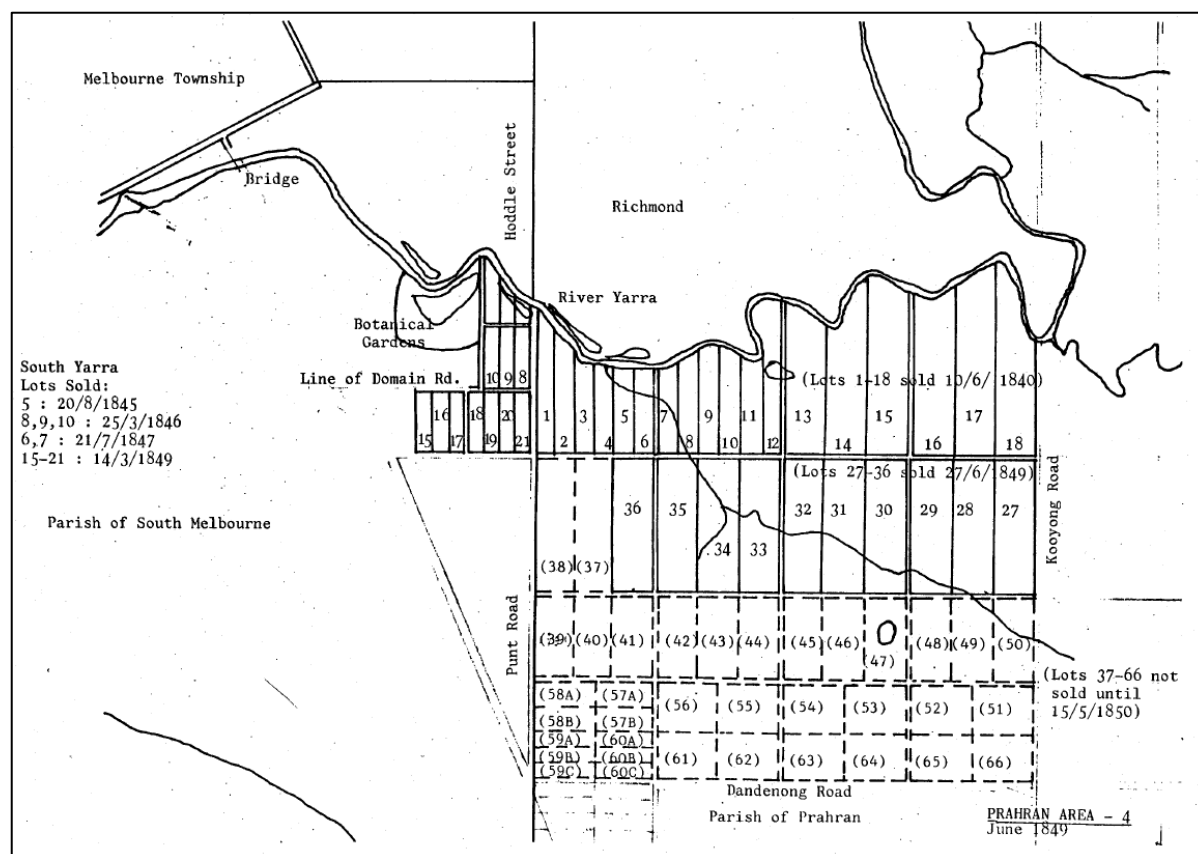 Melbourne Township
Bridge
Hoddle Street
Richmond
River Yarra
Botanical
Gardens
South Yarra
Lots Sold:
5 : 20/8/1845
8,9,10 : 25/3/1846
6,7 : 21/7/1847
15-21 : 14/3/1849
Line of Domain Rd.
10 9 8
(Lots 1-18 sold 10/6/ 1840)
16 18 20 1 3 5 7 9 11 13 15 17
15 17 19 21 2 4 6 8 10 12 14 16 18
(Lots 27-36 sold 27/6/1849)
Kooyong Road
36 35 32 31 30 29 28 27
34 33
Parish of South Melbourne
(38) (37)
Punt Road
(39) (40) (41) (42) (43) (44) (45) (46) (48) (49) (50)
(47)
(Lots 37-66 not
sold until
15/5/1850)
(58A) (57A)
(56) (55) (54) (53) (52) (51)
(58B) (57B)
(59A) (60A)
(59B) (60B) (61) (62) (63) (64) (65) (66)
(59C) (60C)
Dandenong Road
Parish of Prahran
PRAHRAN AREA - 4
June 1849